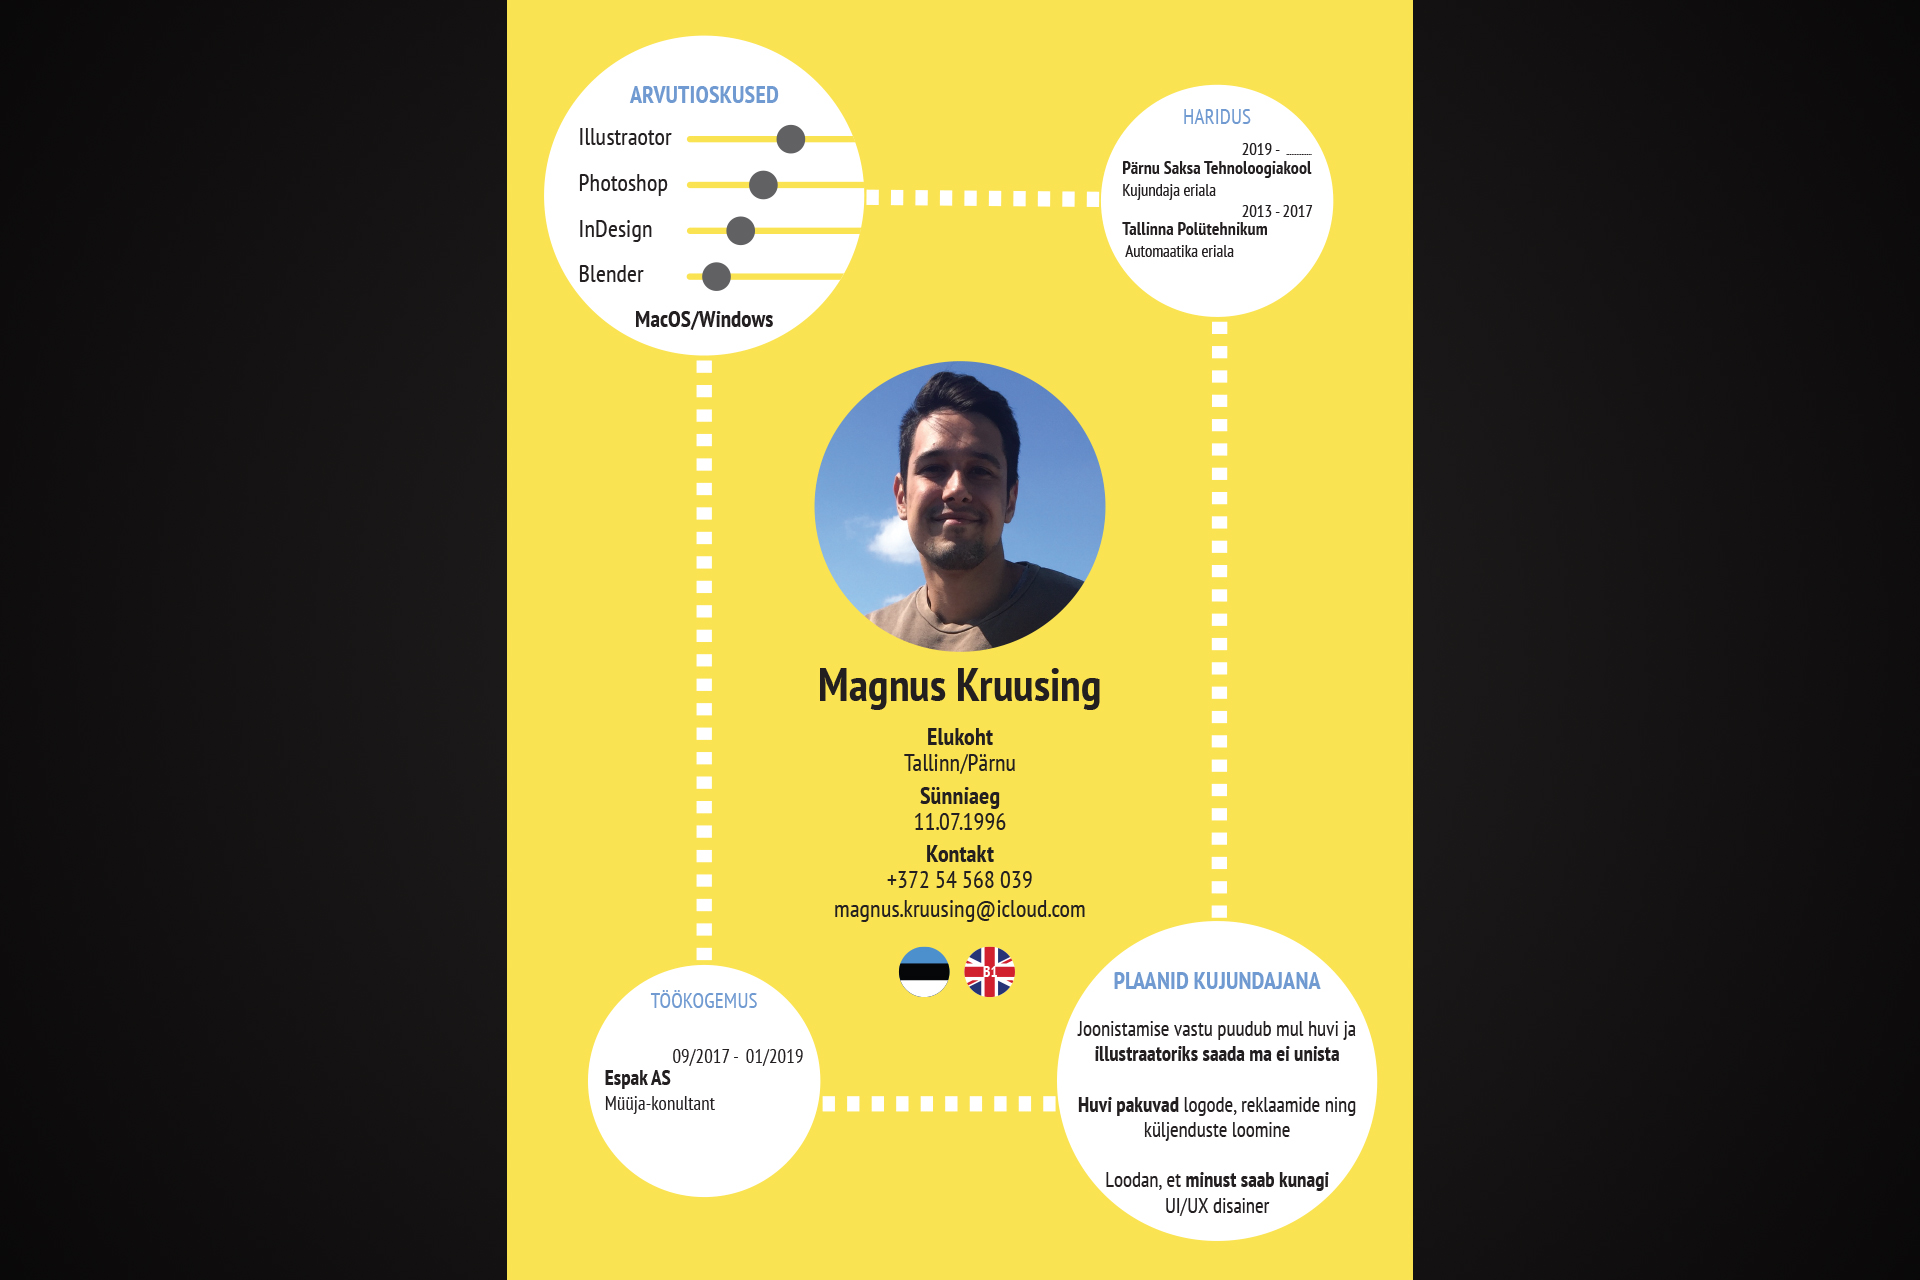 ARVUTIOSKUSED
Illustraotor
Photoshop
InDesign
Blender
MacOS/Windows
HARIDUS
2019 - ..............
Pärnu Saksa Tehnoloogiakool
Kujundaja eriala
2013 - 2017
Tallinna Polütehnikum
Automaatika eriala
Magnus Kruusing
Elukoht
Tallinn/Pärnu
Sünniaeg
11.07.1996
Kontakt
+372 54 568 039
magnus.kruusing@icloud.com
B1
TÖÖKOGEMUS
09/2017 - 01/2019
Espak AS
Müüja-konultant
PLAANID KUJUNDAJANA
Joonistamise vastu puudub mul huvi ja
illustraatoriks saada ma ei unista
Huvi pakuvad logode, reklaamide ning
küljenduste loomine
Loodan, et minust saab kunagi
UI/UX disainer